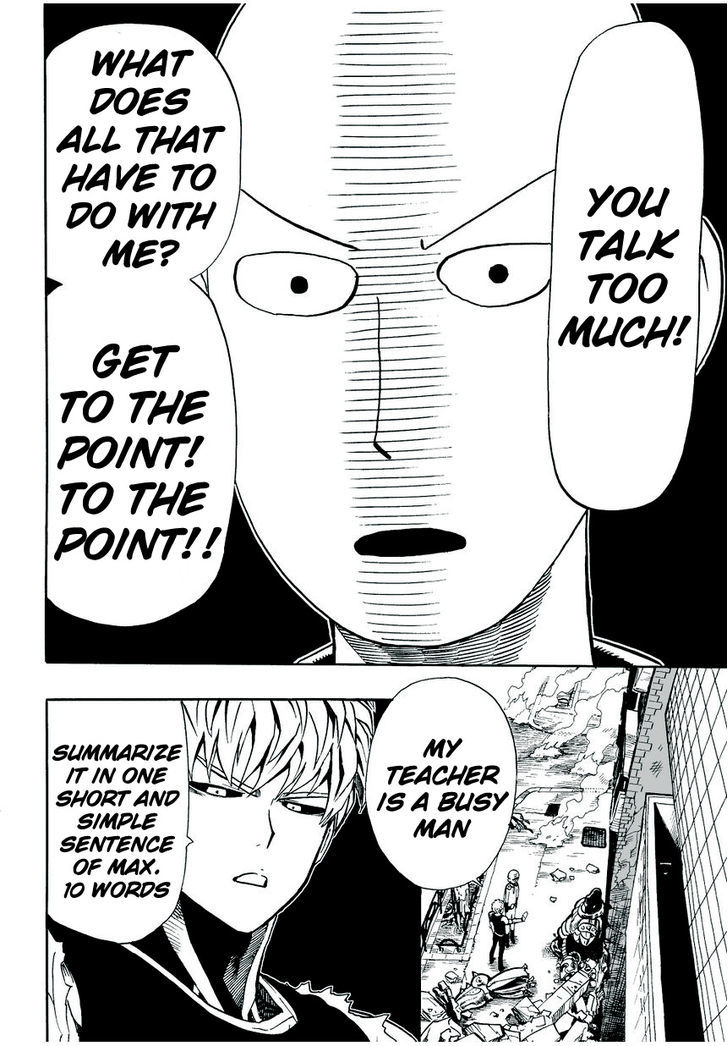 YOU
TALK
TOO
MUCH!
WHAT
DOES
ALL THAT
HAVE TO
DO WITH
ME?
GET
TO THE
POINT!
TO THE
POINT!!
MY
TEACHER
IS A BUSY
MAN
SUMMARIZE
IT IN ONE
SHORT AND
SIMPLE
SENTENCE
OF MAX.
10 WORDS